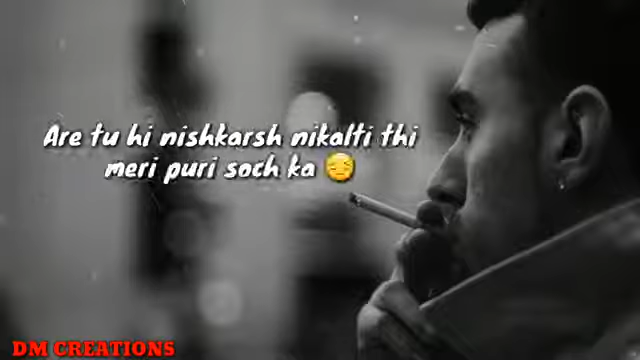 Are tu hi nishkarsh nikalti thi
meri puri soch ka 😔
DM CREATIONS